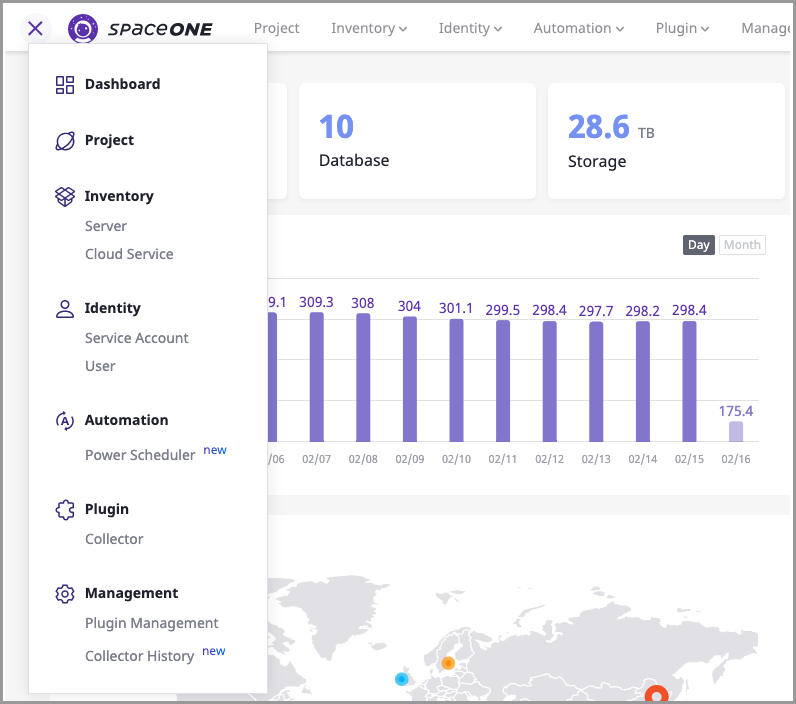 SPACEONE
Project
Inventory
Identity
Automation
Plugin
Manage
Dashboard
Project
Inventory
Server
Cloud Service
Identity
Service Account
User
Automation
Power Scheduler new
Plugin
Collector
Management
Plugin Management
Collector History new
10
Database
28.6 TB
Storage
Day
Month
9.1 309.3 308 304 301.1 299.5 298.4 297.7 298.2 298.4 175.4
/06 02/07 02/08 02/09 02/10 02/11 02/12 02/13 02/14 02/15 02/16